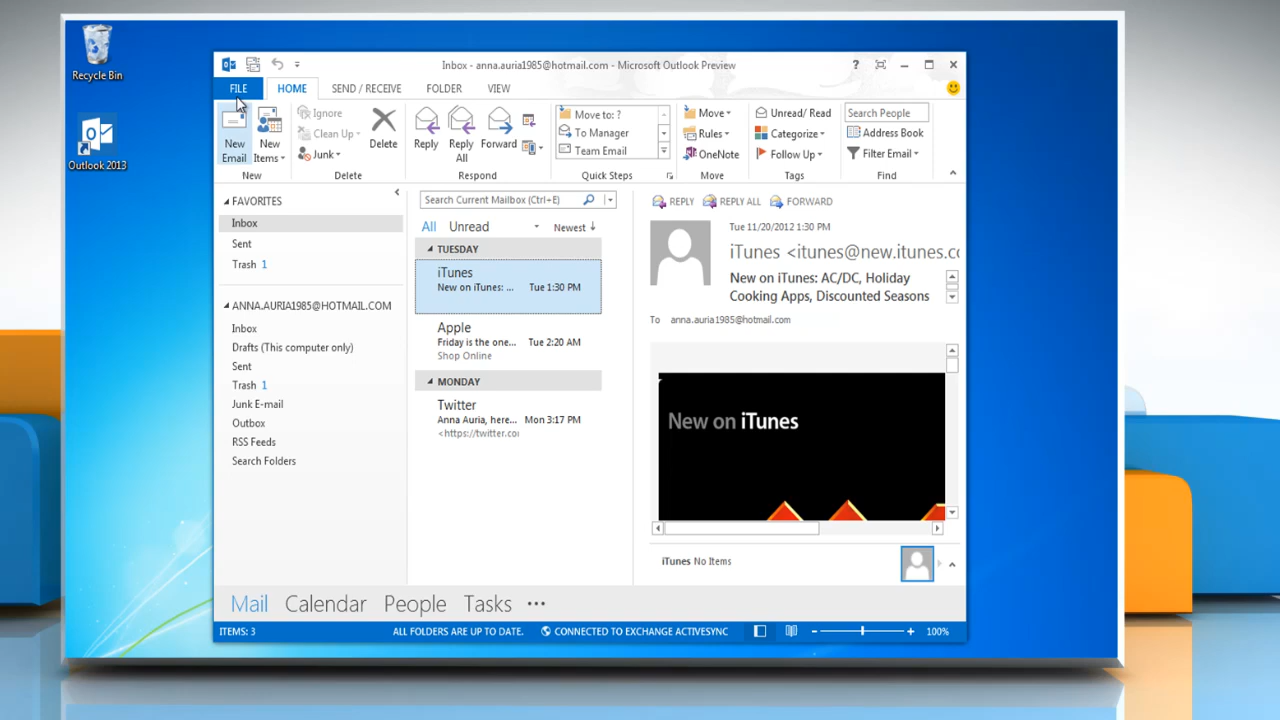 Recycle Bin
Outlook 2013
Inbox - anna.auria1985@hotmail.com - Microsoft Outlook Preview
?
FILE HOME SEND / RECEIVE FOLDER VIEW
New Email
New Items
Ignore
Clean Up
Junk
Delete
Reply
Reply All
Forward
Move to: ?
To Manager
Team Email
Move
Rules
OneNote
Unread/ Read
Categorize
Follow Up
Search People
Address Book
Filter Email
New Delete Respond Quick Steps Move Tags Find
FAVORITES
Inbox
Sent
Trash 1
ANNA.AURIA1985@HOTMAIL.COM
Inbox
Drafts (This computer only)
Sent
Trash 1
Junk E-mail
Outbox
RSS Feeds
Search Folders
Search Current Mailbox (Ctrl+E)
All Unread Newest
TUESDAY
iTunes
New on iTunes: ... Tue 1:30 PM
Apple
Friday is the one... Tue 2:20 AM
Shop Online
MONDAY
Twitter
Anna Auria, here... Mon 3:17 PM
<https://twitter.co
REPLY REPLY ALL FORWARD
Tue 11/20/2012 1:30 PM
iTunes <itunes@new.itunes.co
New on iTunes: AC/DC, Holiday
Cooking Apps, Discounted Seasons
To anna.auria1985@hotmail.com
New on iTunes
iTunes No Items
Mail Calendar People Tasks •••
ITEMS: 3 ALL FOLDERS ARE UP TO DATE. CONNECTED TO EXCHANGE ACTIVESYNC 100%